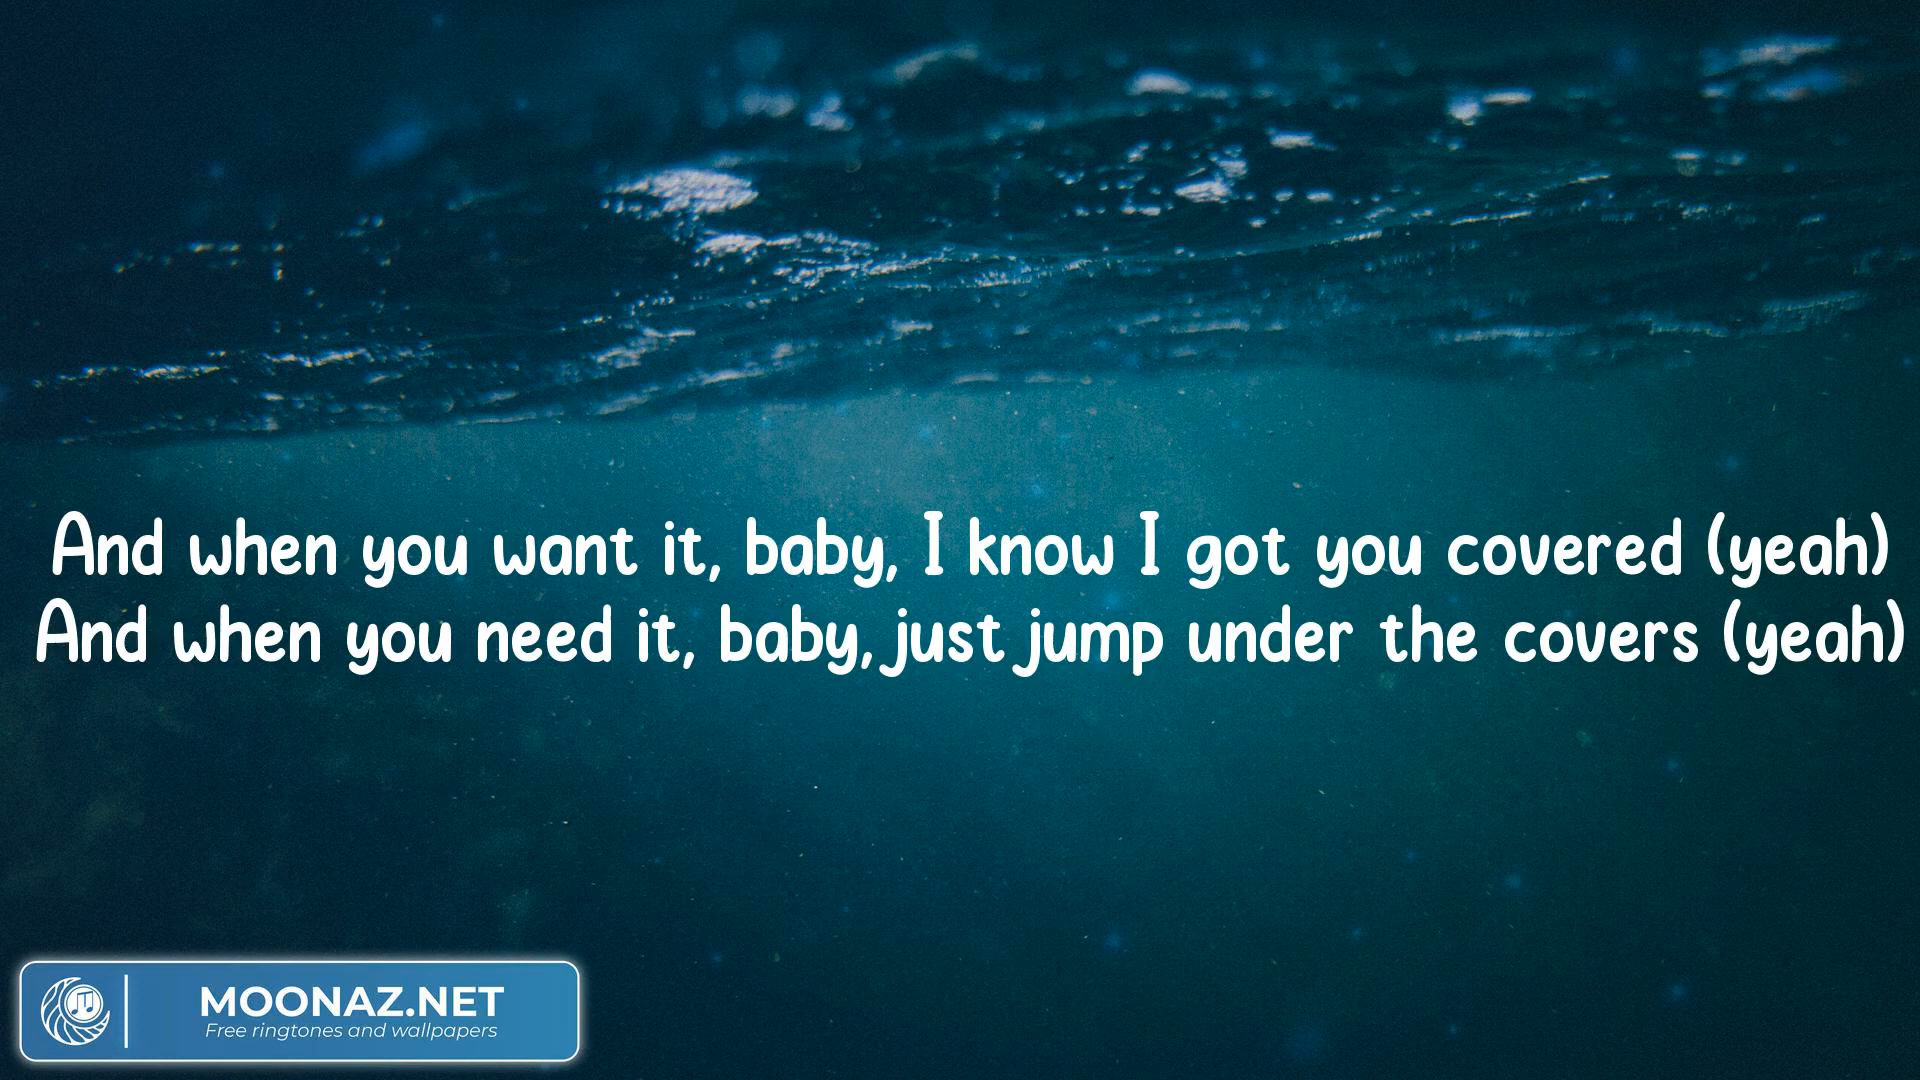 And when you want it, baby, I know I got you covered (yeah)
And when you need it, baby, just jump under the covers (yeah)
MOONAZ.NET
Free ringtones and wallpapers